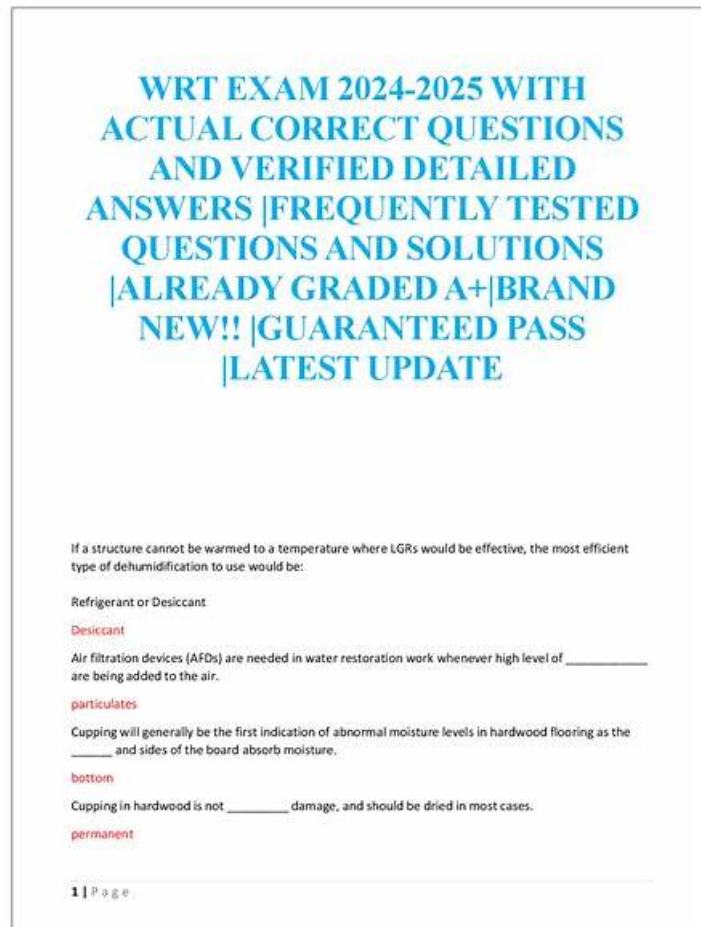 WRT EXAM 2024-2025 WITH
ACTUAL CORRECT QUESTIONS
AND VERIFIED DETAILED
ANSWERS |FREQUENTLY TESTED
QUESTIONS AND SOLUTIONS
|ALREADY GRADED A+|BRAND
NEW!! |GUARANTEED PASS
|LATEST UPDATE
If a structure cannot be warmed to a temperature where LGRs would be effective, the most efficient
type of dehumidification to use would be:
Refrigerant or Desiccant
Desiccant
Air filtration devices (AFDs) are needed in water restoration work whenever high level of ____________
are being added to the air.
particulates
Cupping will generally be the first indication of abnormal moisture levels in hardwood flooring as the
______ and sides of the board absorb moisture.
bottom
Cupping in hardwood is not _________ damage, and should be dried in most cases.
permanent
1 | Page